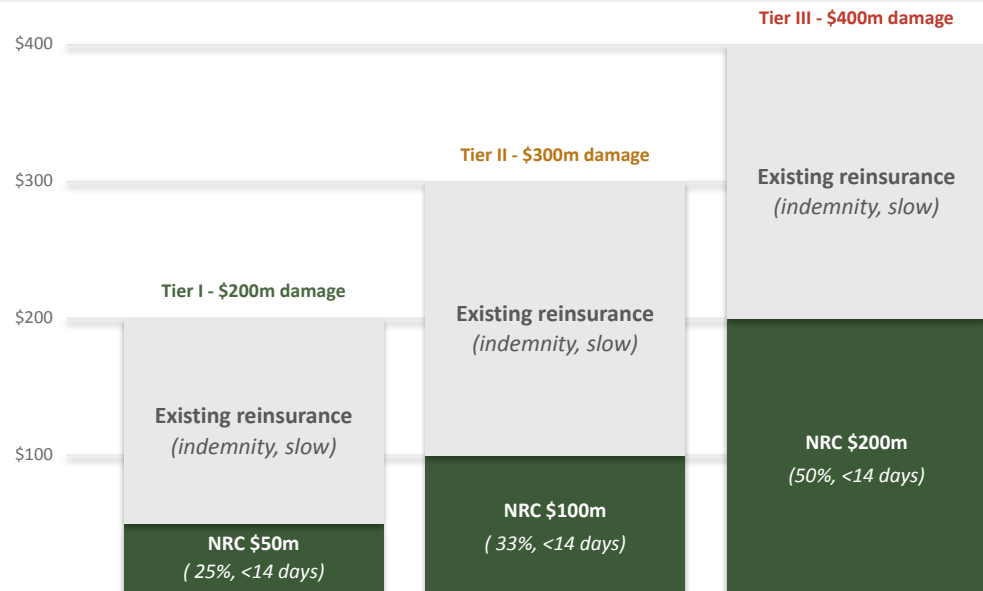 Tier III - $400m damage
$400
Tier II - $300m damage
$300
Existing reinsurance
(indemnity, slow)
Tier I - $200m damage
$200
Existing reinsurance
(indemnity, slow)
Existing reinsurance
(indemnity, slow)
$100
NRC $200m
(50%, <14 days)
NRC $100m
( 33%, <14 days)
NRC $50m
( 25%, <14 days)